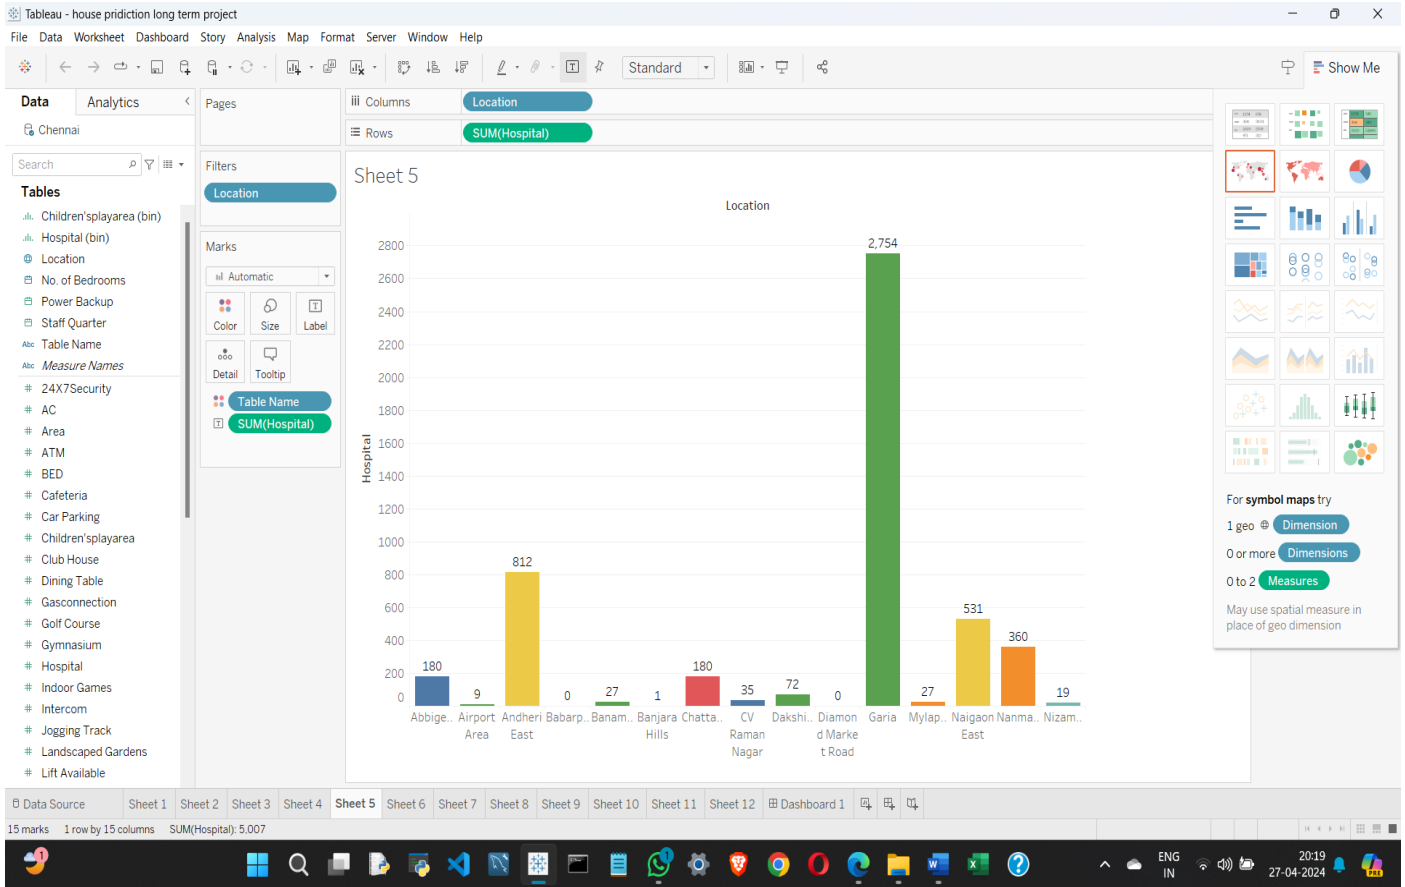 Tableau - house pridiction long term project
File Data Worksheet Dashboard Story Analysis Map Format Server Window Help
Standard
Show Me
Data Analytics
Chennai
Search
Tables
Children'splayarea (bin)
Hospital (bin)
Location
No. of Bedrooms
Power Backup
Staff Quarter
Abc Table Name
Abc Measure Names
# 24X7Security
# AC
# Area
# ATM
# BED
# Cafeteria
# Car Parking
# Children'splayarea
# Club House
# Dining Table
# Gasconnection
# Golf Course
# Gymnasium
# Hospital
# Indoor Games
# Intercom
# Jogging Track
# Landscaped Gardens
# Lift Available
Pages
Filters
Location
Marks
Automatic
Color Size Label
Detail Tooltip
Table Name
SUM(Hospital)
Columns Location
Rows SUM(Hospital)
Sheet 5
Location
Hospital
2800
2600
2400
2200
2000
1800
1600
1400
1200
1000
800
600
400
200
0
180 9 812 0 27 1 180 35 72 0 2,754 27 531 360 19
Abbige.. Airport Area Andheri East Babarp.. Banam.. Banjara Hills Chatta.. CV Raman Nagar Dakshi.. Diamon d Marke t Road Garia Mylap.. Naigaon East Nanma.. Nizam..
For symbol maps try
1 geo Dimension
0 or more Dimensions
0 to 2 Measures
May use spatial measure in
place of geo dimension
Data Source Sheet 1 Sheet 2 Sheet 3 Sheet 4 Sheet 5 Sheet 6 Sheet 7 Sheet 8 Sheet 9 Sheet 10 Sheet 11 Sheet 12 Dashboard 1
15 marks 1 row by 15 columns SUM(Hospital): 5,007
1
1
ENG
IN
20:19
27-04-2024
PRE